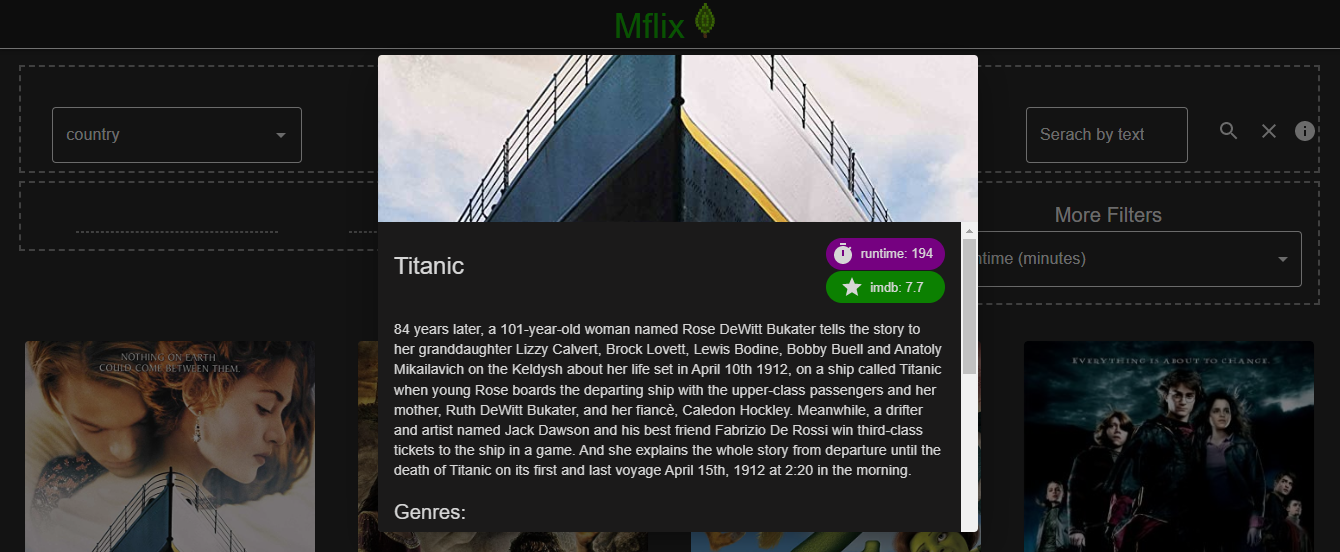 Mflix
country
Serach by text
More Filters
ntime (minutes)
Titanic
runtime: 194
imdb: 7.7
84 years later, a 101-year-old woman named Rose DeWitt Bukater tells the story to
her granddaughter Lizzy Calvert, Brock Lovett, Lewis Bodine, Bobby Buell and Anatoly
Mikailavich on the Keldysh about her life set in April 10th 1912, on a ship called Titanic
when young Rose boards the departing ship with the upper-class passengers and her
mother, Ruth DeWitt Bukater, and her fiancè, Caledon Hockley. Meanwhile, a drifter
and artist named Jack Dawson and his best friend Fabrizio De Rossi win third-class
tickets to the ship in a game. And she explains the whole story from departure until the
death of Titanic on its first and last voyage April 15th, 1912 at 2:20 in the morning.
Genres:
NOTHING ON EARTH
COULD COME BETWEEN THEM.
EVERYTHING IS ABOUT TO CHANGE.